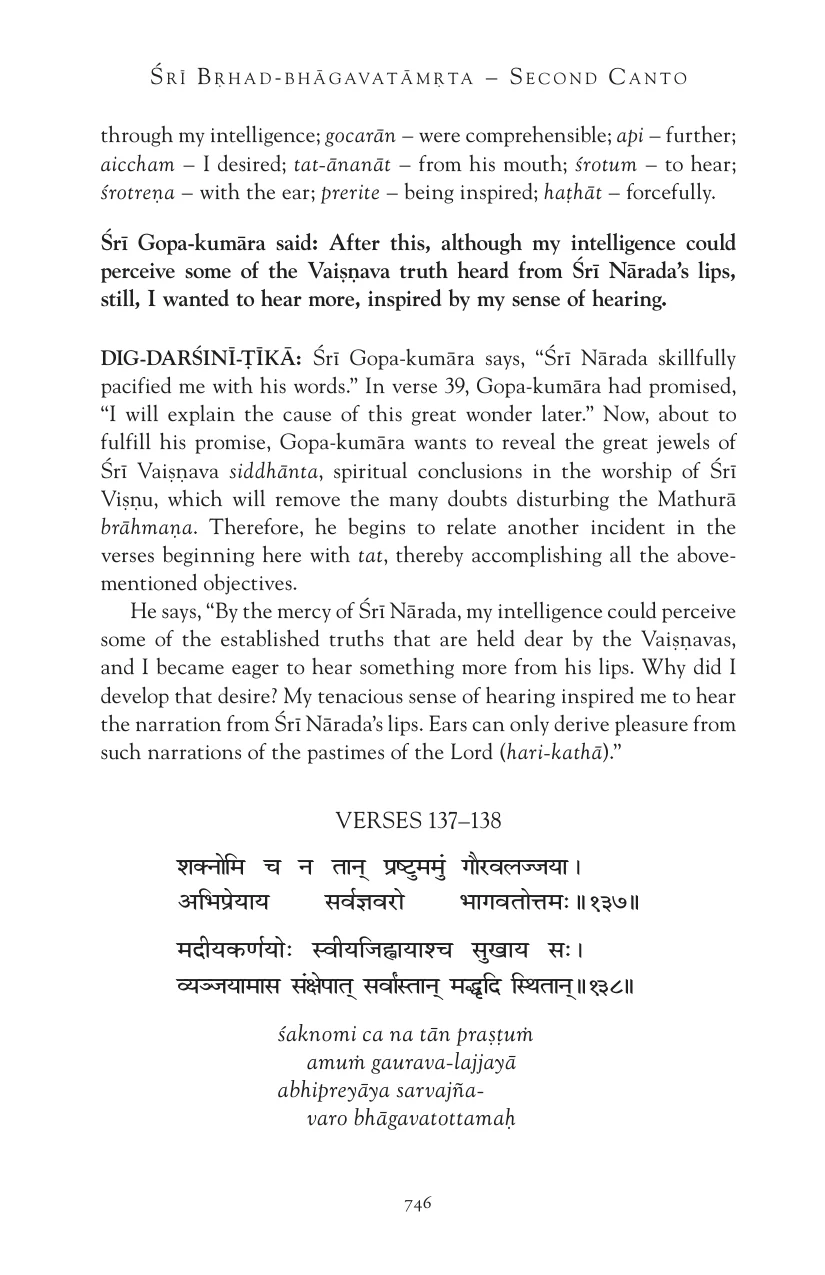 Śrī Bṛhad-bhāgavatāmṛta – Second Canto
through my intelligence; gocarān – were comprehensible; api – further;
aiccham – I desired; tat-ānanāt – from his mouth; śrotum – to hear;
śrotreṇa – with the ear; prerite – being inspired; haṭhāt – forcefully.
Śrī Gopa-kumāra said: After this, although my intelligence could
perceive some of the Vaiṣṇava truth heard from Śrī Nārada’s lips,
still, I wanted to hear more, inspired by my sense of hearing.
DIG-DARŚINĪ-ṬĪKĀ: Śrī Gopa-kumāra says, “Śrī Nārada skillfully
pacified me with his words.” In verse 39, Gopa-kumāra had promised,
“I will explain the cause of this great wonder later.” Now, about to
fulfill his promise, Gopa-kumāra wants to reveal the great jewels of
Śrī Vaiṣṇava siddhānta, spiritual conclusions in the worship of Śrī
Viṣṇu, which will remove the many doubts disturbing the Mathurā
brāhmaṇa. Therefore, he begins to relate another incident in the
verses beginning here with tat, thereby accomplishing all the above-
mentioned objectives.
He says, “By the mercy of Śrī Nārada, my intelligence could perceive
some of the established truths that are held dear by the Vaiṣṇavas,
and I became eager to hear something more from his lips. Why did I
develop that desire? My tenacious sense of hearing inspired me to hear
the narration from Śrī Nārada’s lips. Ears can only derive pleasure from
such narrations of the pastimes of the Lord (hari-kathā).”
VERSES 137–138
शक्नोमि च न तान् प्रष्टुममुं गौरवलज्जया।
अभिप्रेयाय सर्वज्ञवरो भागवतोत्तमः॥१३७॥
मदीयकर्णयोः स्वीयजिह्वायाश्च सुखाय सः।
व्यञ्जयामास संक्षेपात् सर्वांस्तान् मद्धृदि स्थितान्॥१३८॥
śaknomi ca na tān praṣṭuṁ
amuṁ gaurava-lajjayā
abhipreyāya sarvajña-
varo bhāgavatottamaḥ
746